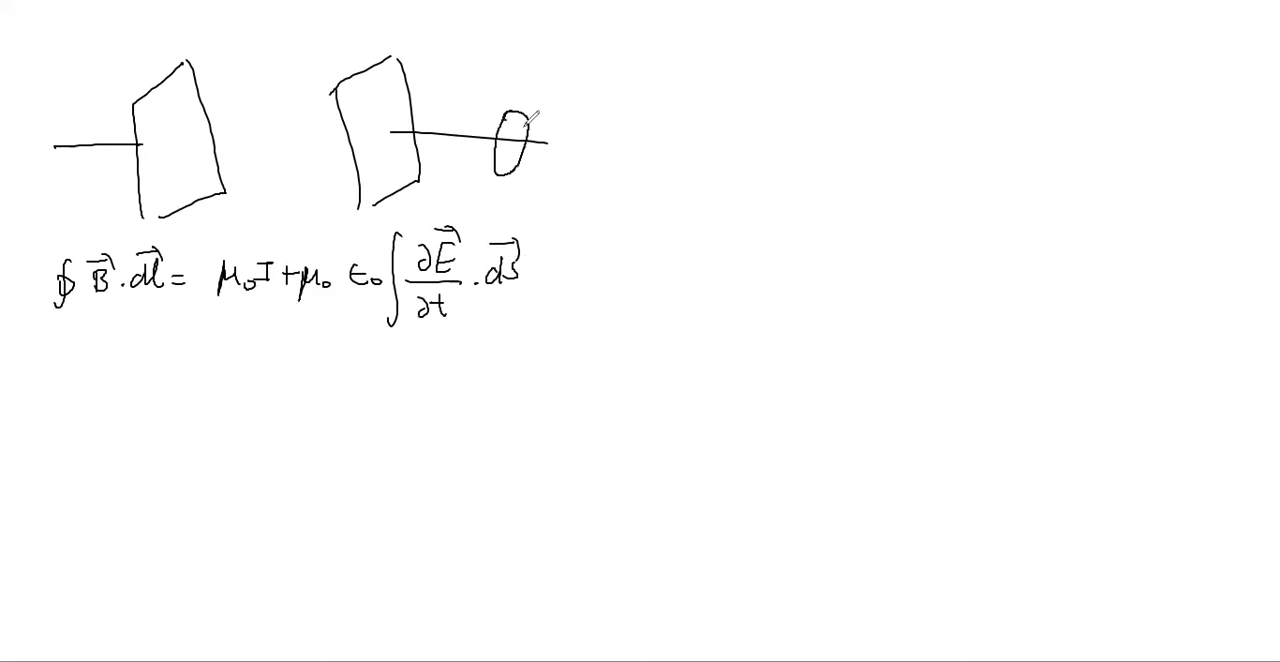 ∮ B⃗ . dl⃗ = μ₀I + μ₀ ε₀ ∫ ∂E⃗/∂t . dS⃗